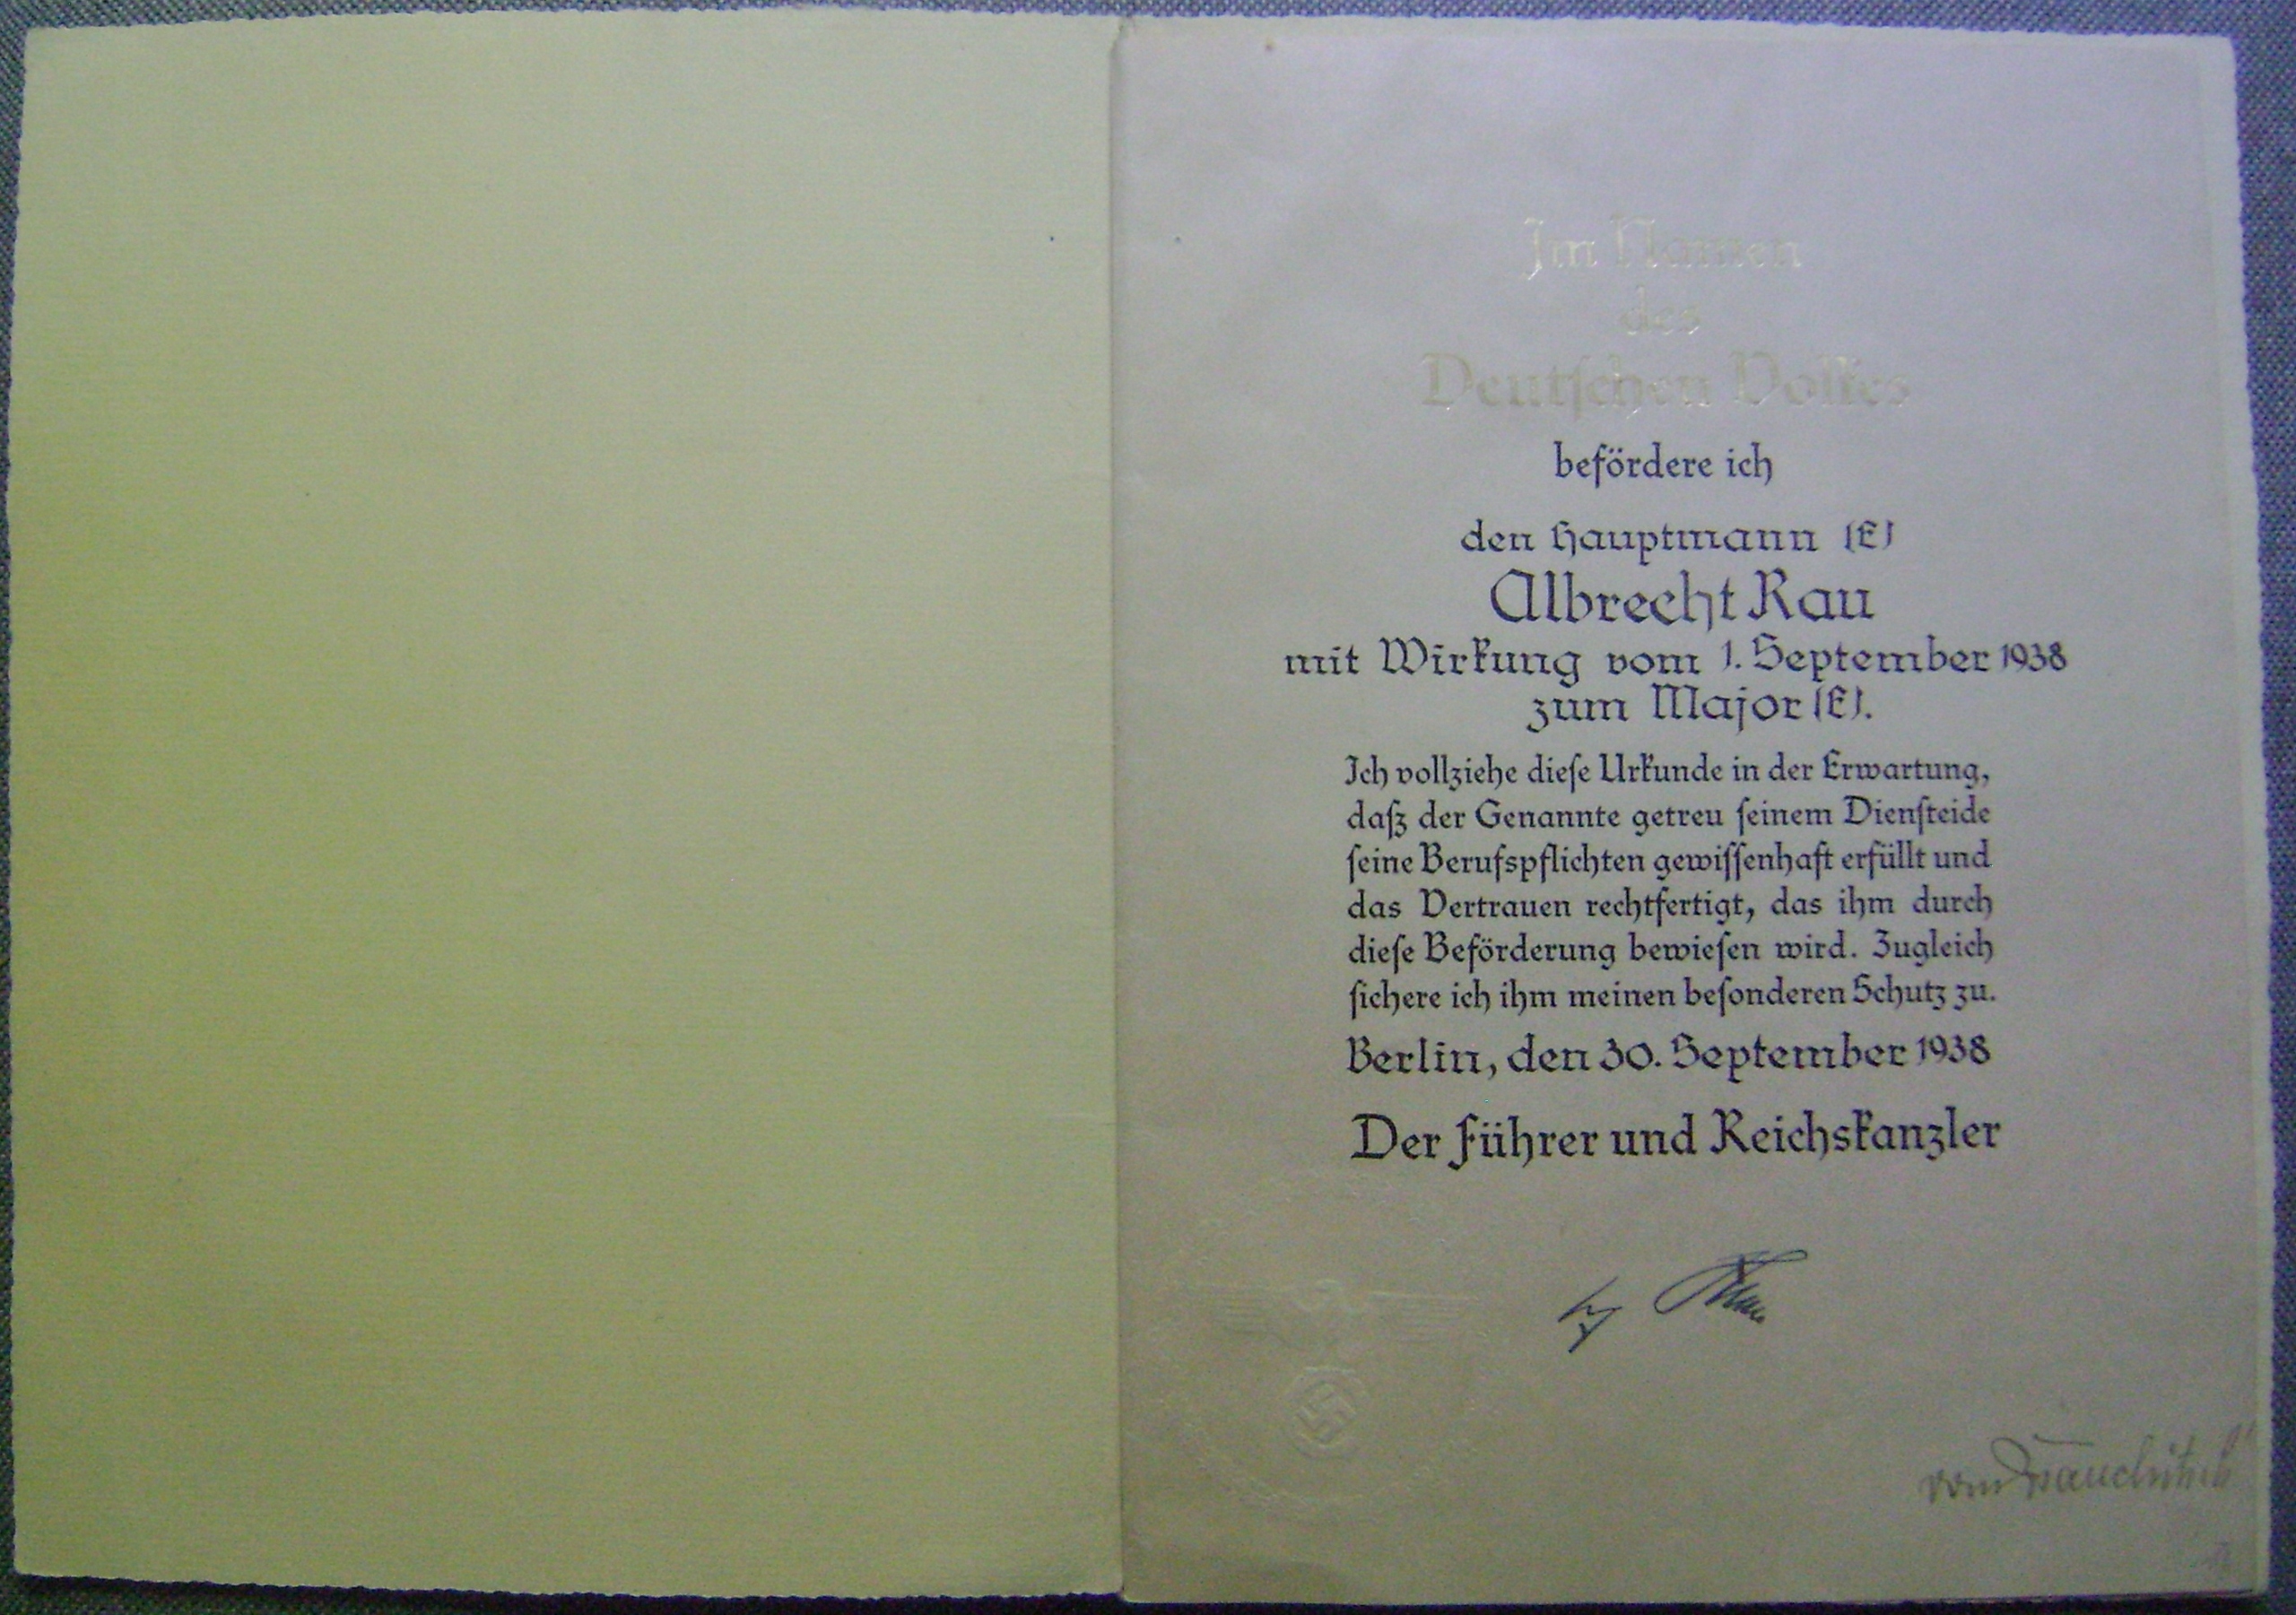 Im Namen
des
Deutſchen Volkes
befördere ich
den Hauptmann (E)
Albrecht Rau
mit Wirkung vom 1. September 1938
zum Major (E).
Ich vollziehe dieſe Urkunde in der Erwartung,
daß der Genannte getreu ſeinem Dienſteide
ſeine Berufspflichten gewiſſenhaft erfüllt und
das Vertrauen rechtfertigt, das ihm durch
dieſe Beförderung bewieſen wird. Zugleich
ſichere ich ihm meinen beſonderen Schutz zu.
Berlin, den 30. September 1938
Der Führer und Reichskanzler